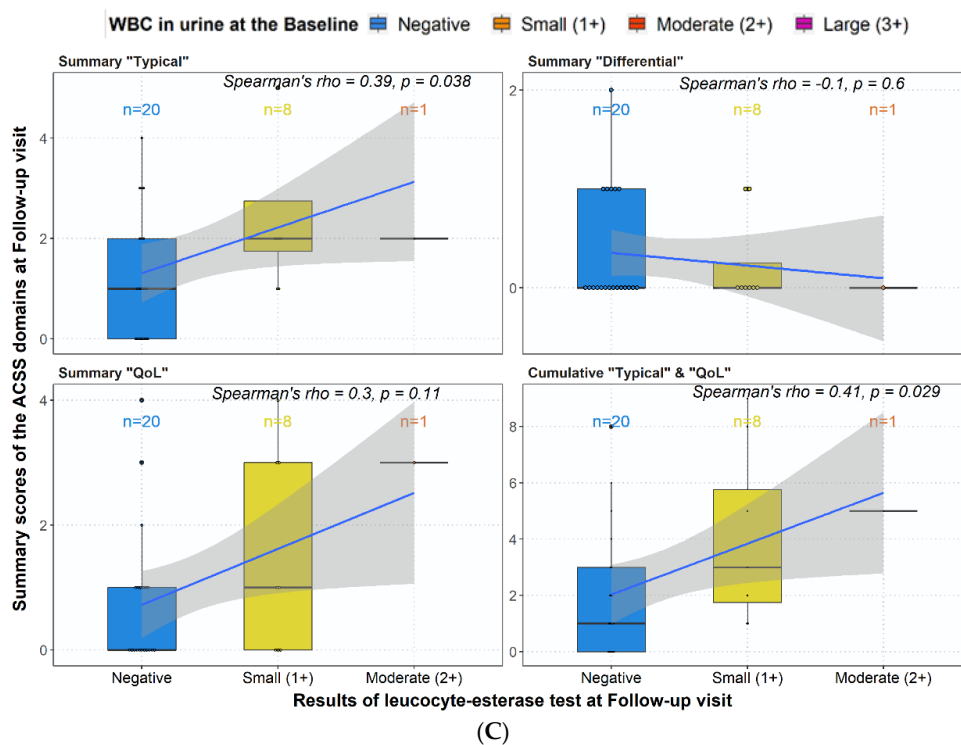 WBC in urine at the Baseline Negative Small (1+) Moderate (2+) Large (3+)
Summary "Typical"
Spearman's rho = 0.39, p = 0.038
n=20 n=8 n=1
4
2
0
Summary "Differential"
Spearman's rho = -0.1, p = 0.6
n=20 n=8 n=1
2
0
Summary "QoL"
Spearman's rho = 0.3, p = 0.11
n=20 n=8 n=1
4
2
0
Cumulative "Typical" & "QoL"
Spearman's rho = 0.41, p = 0.029
n=20 n=8 n=1
8
6
4
2
0
Summary scores of the ACSS domains at Follow-up visit
Negative Small (1+) Moderate (2+) Negative Small (1+) Moderate (2+)
Results of leucocyte-esterase test at Follow-up visit
(C)